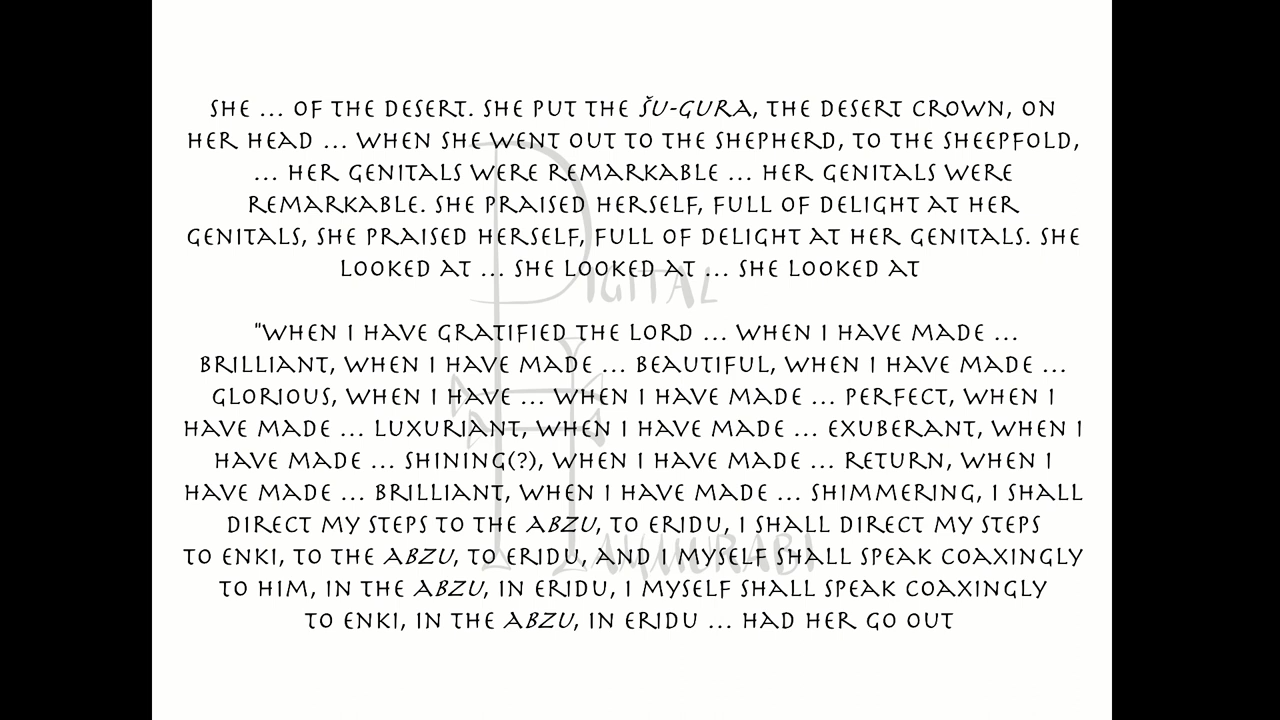 SHE … OF THE DESERT. SHE PUT THE ŠU-GURA, THE DESERT CROWN, ON
HER HEAD … WHEN SHE WENT OUT TO THE SHEPHERD, TO THE SHEEPFOLD,
… HER GENITALS WERE REMARKABLE … HER GENITALS WERE
REMARKABLE. SHE PRAISED HERSELF, FULL OF DELIGHT AT HER
GENITALS, SHE PRAISED HERSELF, FULL OF DELIGHT AT HER GENITALS. SHE
LOOKED AT … SHE LOOKED AT … SHE LOOKED AT
"WHEN I HAVE GRATIFIED THE LORD … WHEN I HAVE MADE …
BRILLIANT, WHEN I HAVE MADE … BEAUTIFUL, WHEN I HAVE MADE …
GLORIOUS, WHEN I HAVE … WHEN I HAVE MADE … PERFECT, WHEN I
HAVE MADE … LUXURIANT, WHEN I HAVE MADE … EXUBERANT, WHEN I
HAVE MADE … SHINING(?), WHEN I HAVE MADE … RETURN, WHEN I
HAVE MADE … BRILLIANT, WHEN I HAVE MADE … SHIMMERING, I SHALL
DIRECT MY STEPS TO THE ABZU, TO ERIDU, I SHALL DIRECT MY STEPS
TO ENKI, TO THE ABZU, TO ERIDU, AND I MYSELF SHALL SPEAK COAXINGLY
TO HIM, IN THE ABZU, IN ERIDU, I MYSELF SHALL SPEAK COAXINGLY
TO ENKI, IN THE ABZU, IN ERIDU … HAD HER GO OUT
DIGITAL
HAMMURABI